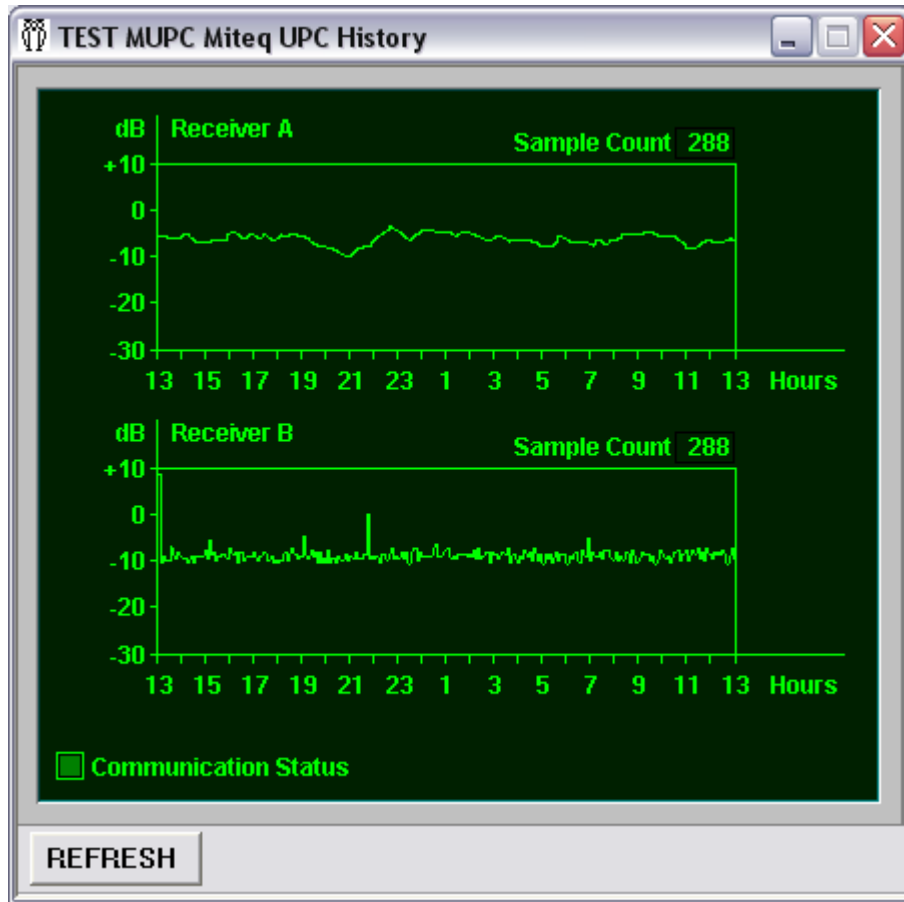 TEST MUPC Miteq UPC History
dB Receiver A
Sample Count 288
+10
0
-10
-20
-30
13 15 17 19 21 23 1 3 5 7 9 11 13 Hours
dB Receiver B
Sample Count 288
+10
0
-10
-20
-30
13 15 17 19 21 23 1 3 5 7 9 11 13 Hours
Communication Status
REFRESH